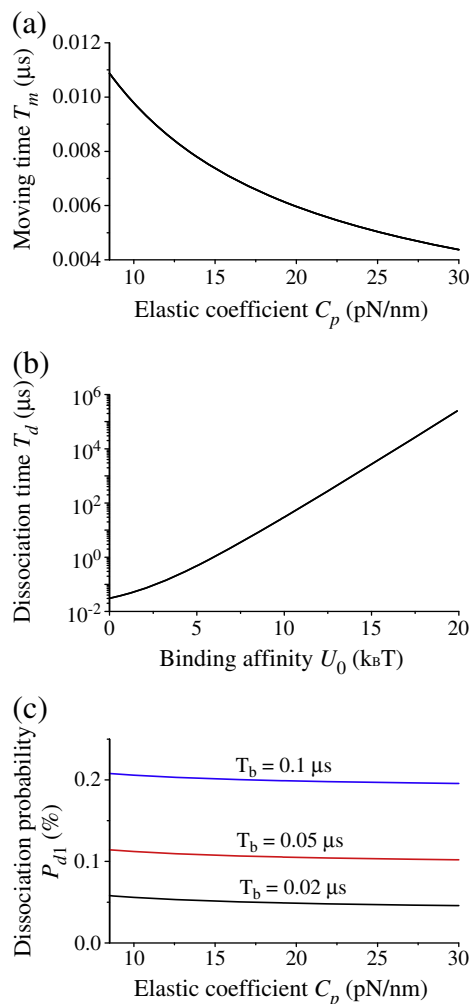 (a)
Moving time T_m (µs)
0.012
0.010
0.008
0.006
0.004
10 15 20 25 30
Elastic coefficient C_p (pN/nm)
(b)
Dissociation time T_d (µs)
10^6
10^4
10^2
10^0
10^-2
0 5 10 15 20
Binding affinity U_0 (kBT)
(c)
Dissociation probability
P_d1 (%)
0.2
0.1
0.0
T_b = 0.1 µs
T_b = 0.05 µs
T_b = 0.02 µs
10 15 20 25 30
Elastic coefficient C_p (pN/nm)